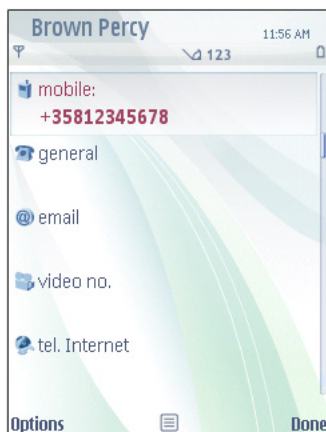 Brown Percy
11:56 AM
123
mobile:
+35812345678
general
email
video no.
tel. Internet
Options
Done